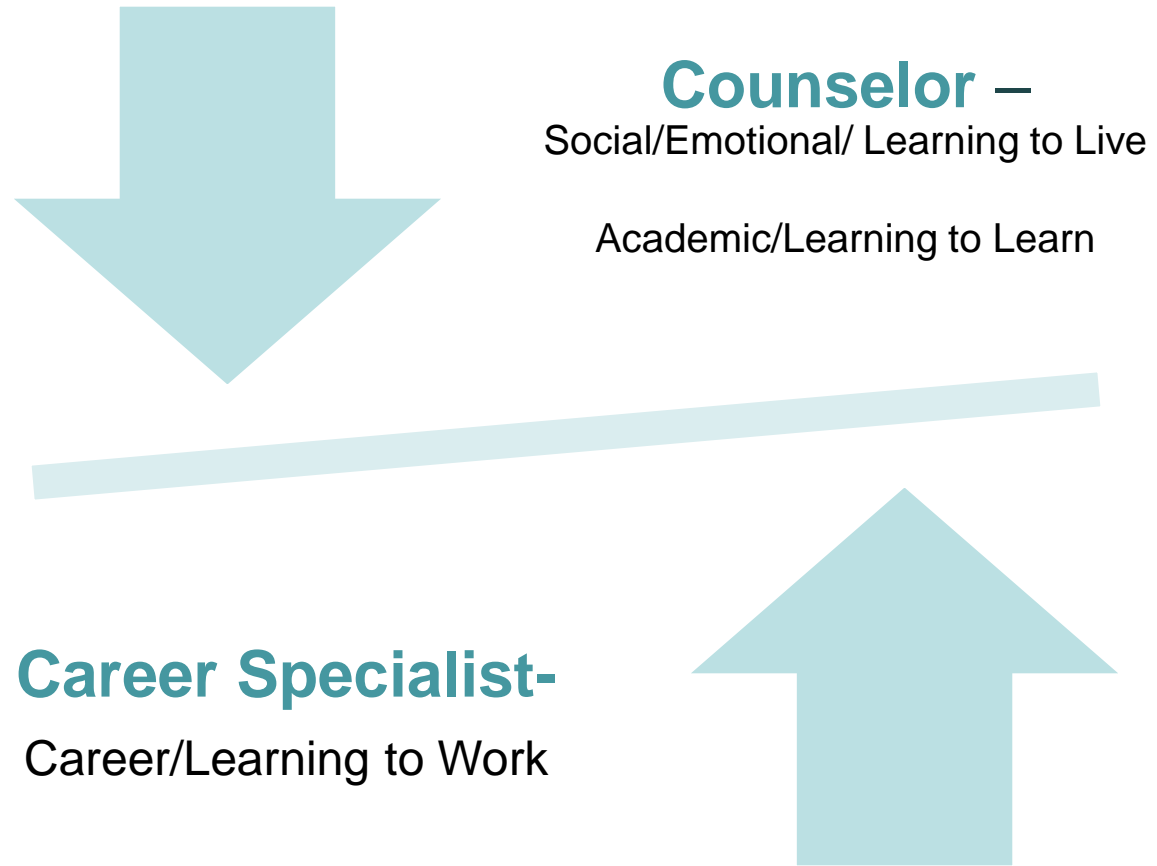 Counselor –
Social/Emotional/ Learning to Live
Academic/Learning to Learn
Career Specialist-
Career/Learning to Work